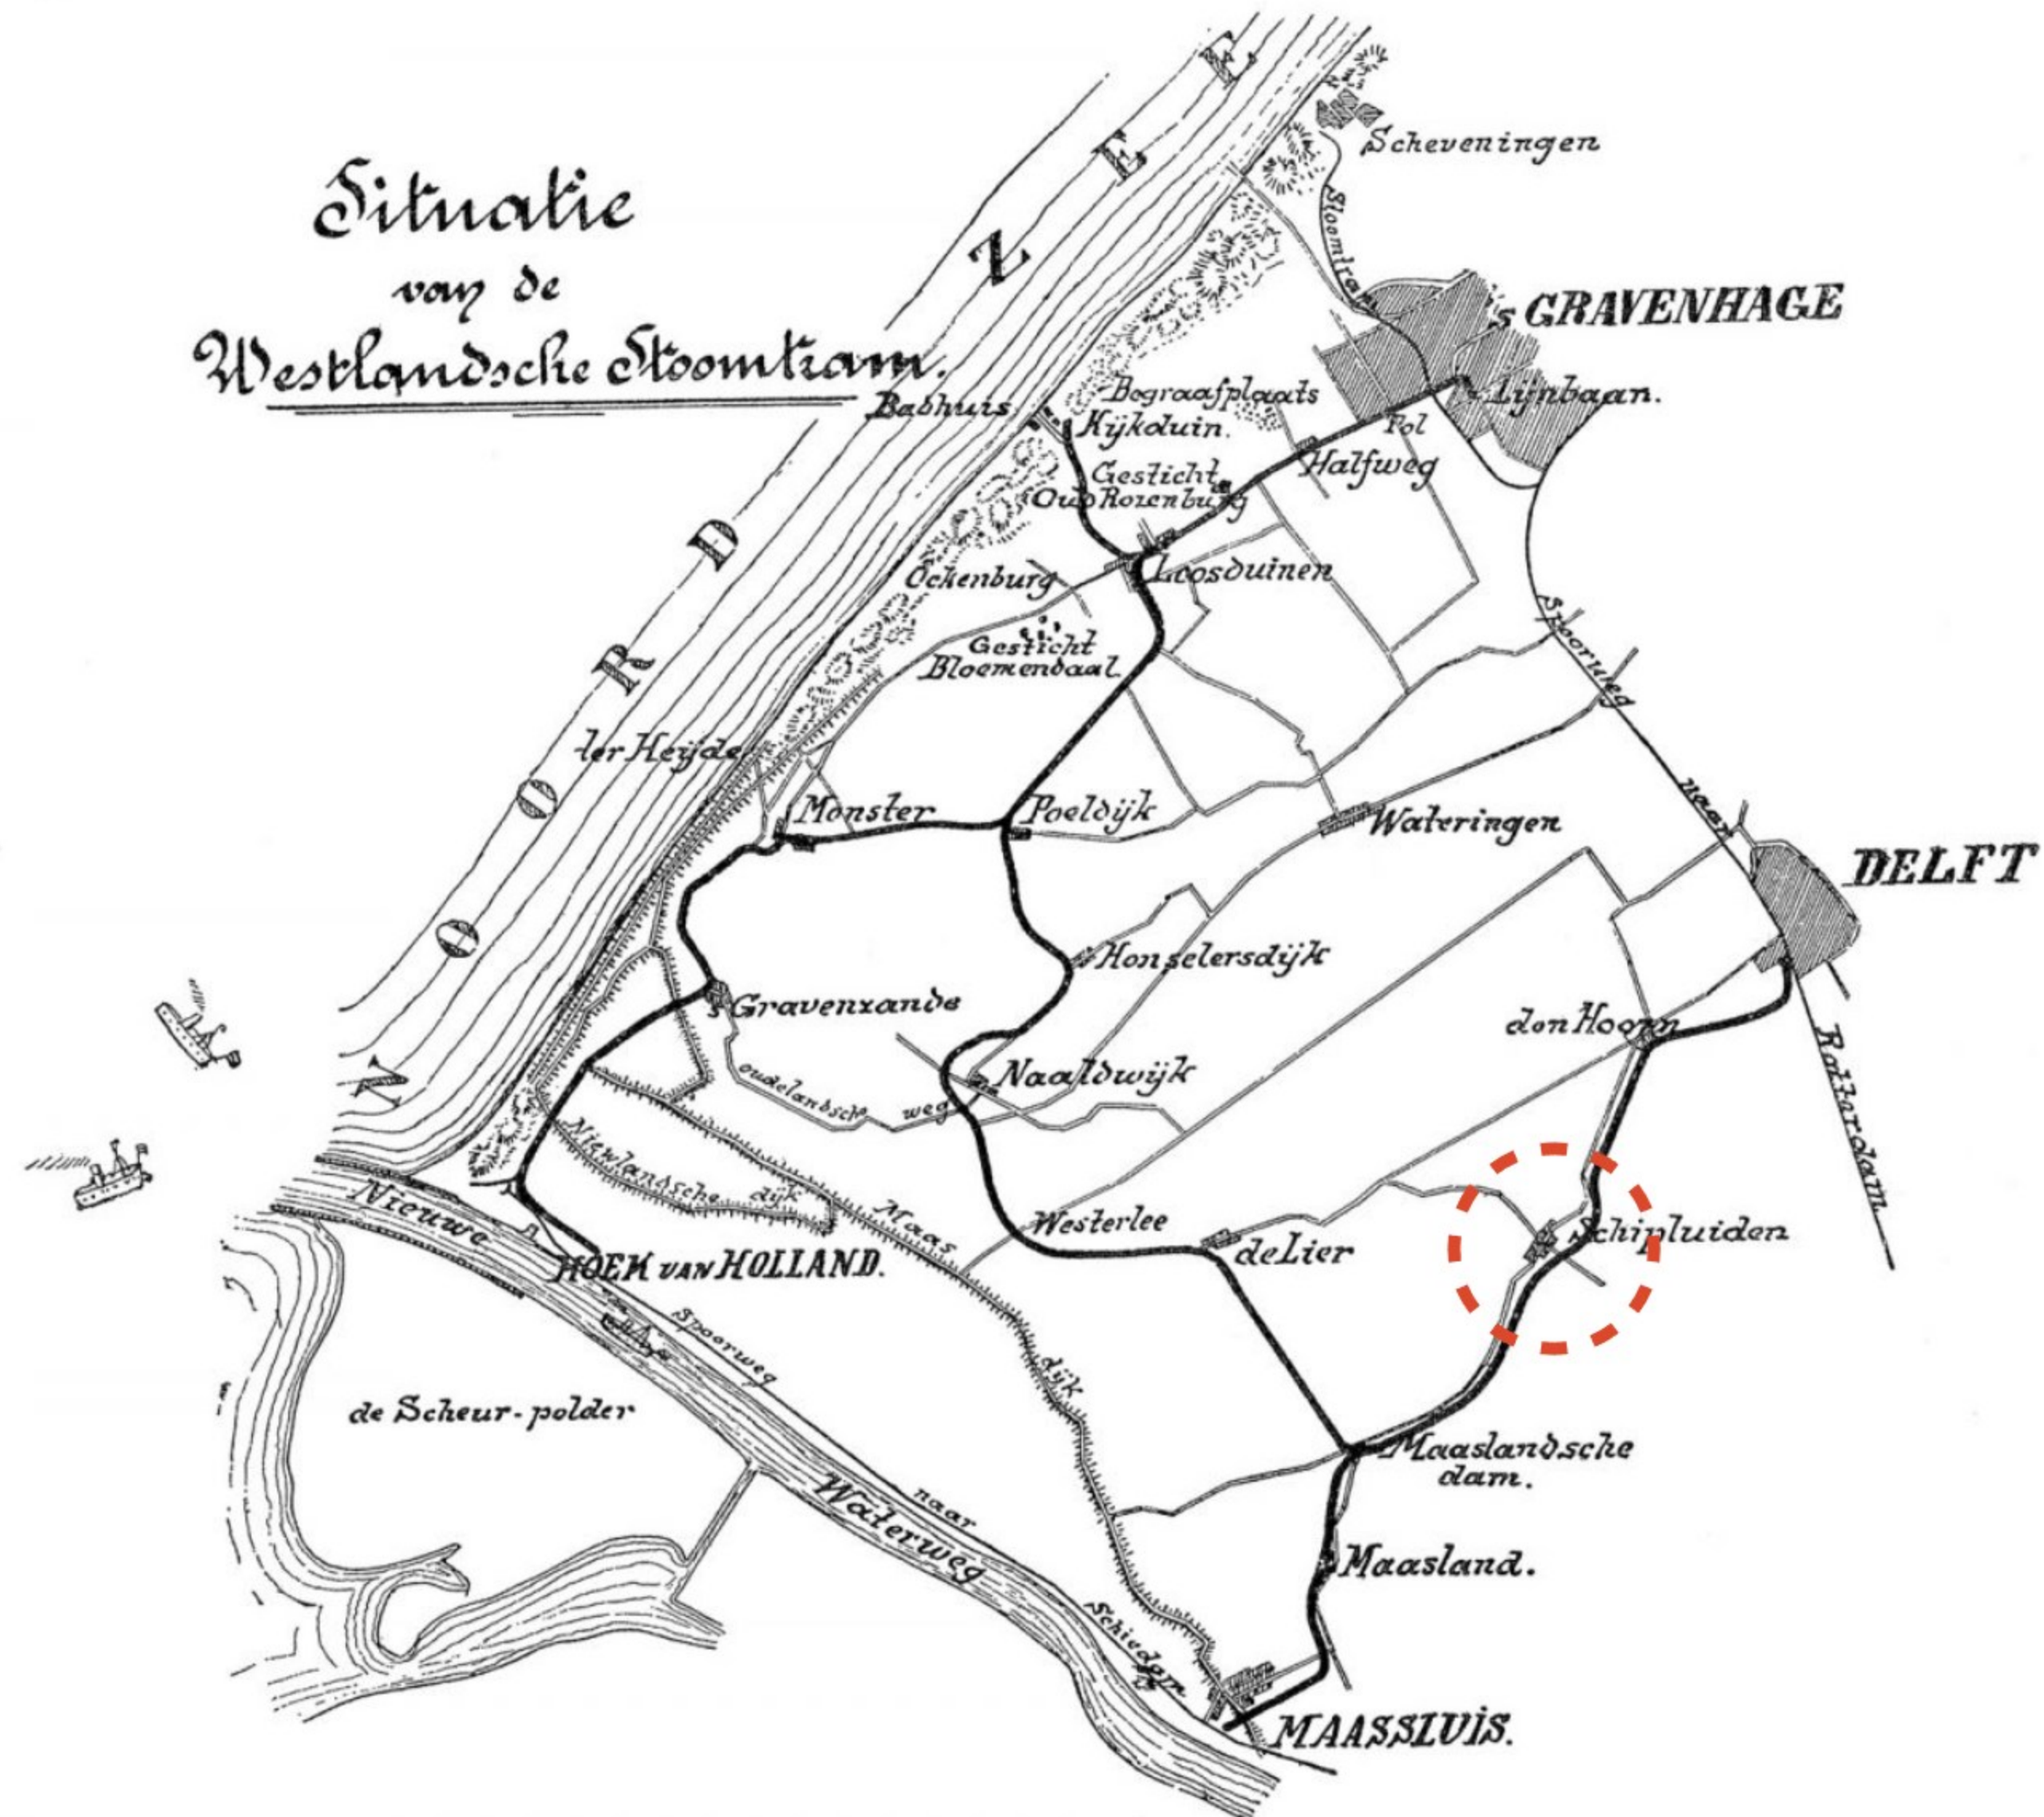 Situatie
van de
Westlandsche Stoomtram.
NOORD ZEE
Scheveningen
Stoomtram
'sGRAVENHAGE
Lijnbaan.
Badhuis
Begraafplaats
Kijkduin.
Pol
Halfweg
Gesticht
Oud Rozenburg
Ockenburg
Loosduinen
Gesticht
Bloemendaal
Spoorweg
ter Heijde
Monster
Poeldijk
Wateringen
naar
DELFT
Honselersdijk
's Gravenzande
den Hoorn
Rotterdam
Naaldwijk
oudelandsche weg
Nieuwlandsche dijk
Maas
dijk
Westerlee
de Lier
Schipluiden
Nieuwe
HOEK VAN HOLLAND.
Spoorweg
de Scheur-polder
Maaslandsche
dam.
Waterweg
naar
Maasland.
Schiedam
MAASSLUIS.